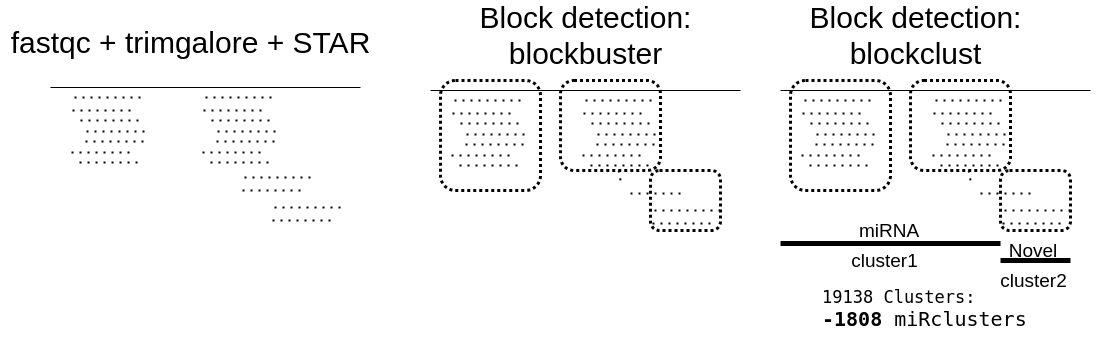 fastqc + trimgalore + STAR
Block detection:
blockbuster
Block detection:
blockclust
miRNA
cluster1
Novel
cluster2
19138 Clusters:
-1808 miRclusters